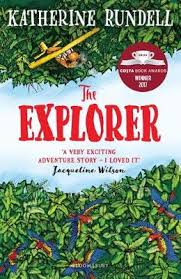 KATHERINE RUNDELL
COSTA BOOK AWARDS
WINNER
2017
The
EXPLORER
'A VERY EXCITING
ADVENTURE STORY – I LOVED IT'
Jacqueline Wilson
BLOOMSBURY